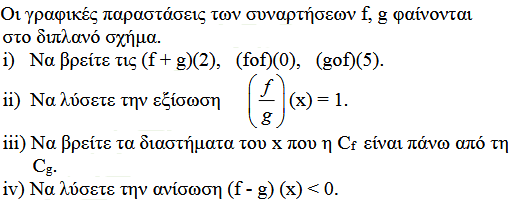 Οι γραφικές παραστάσεις των συναρτήσεων f, g φαίνονται
στο διπλανό σχήμα.
i) Να βρείτε τις (f + g)(2), (fof)(0), (gof)(5).
ii) Να λύσετε την εξίσωση (f/g)(x) = 1.
iii) Να βρείτε τα διαστήματα του x που η Cf είναι πάνω από τη
Cg.
iv) Να λύσετε την ανίσωση (f - g) (x) < 0.